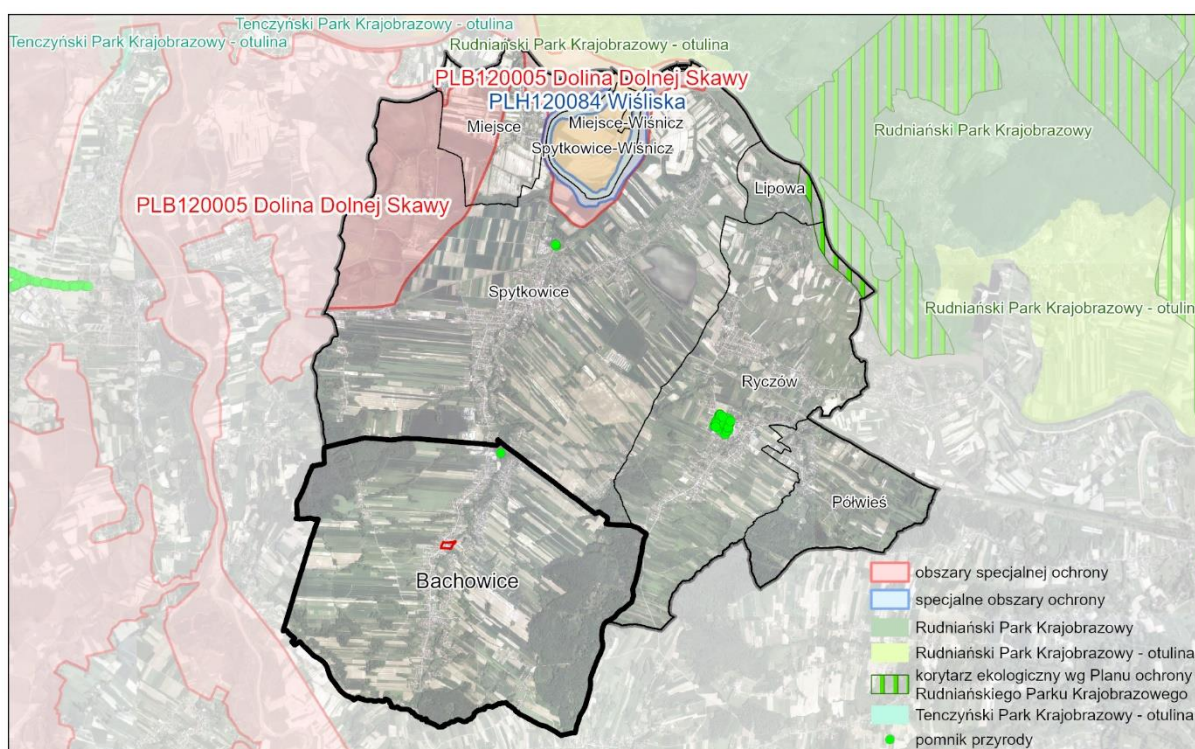 Tenczyński Park Krajobrazowy - otulina
Tenczyński Park Krajobrazowy - otulina
Rudniański Park Krajobrazowy - otulina
PLB120005 Dolina Dolnej Skawy
PLH120084 Wiśliska
Miejsce
Miejsce-Wiśnicz
Rudniański Park Krajobrazowy
Spytkowice-Wiśnicz
Lipowa
PLB120005 Dolina Dolnej Skawy
Spytkowice
Rudniański Park Krajobrazowy - otulin
Ryczów
Półwieś
Bachowice
obszary specjalnej ochrony
specjalne obszary ochrony
Rudniański Park Krajobrazowy
Rudniański Park Krajobrazowy - otulina
korytarz ekologiczny wg Planu ochrony
Rudniańskiego Parku Krajobrazowego
Tenczyński Park Krajobrazowy - otulina
pomnik przyrody